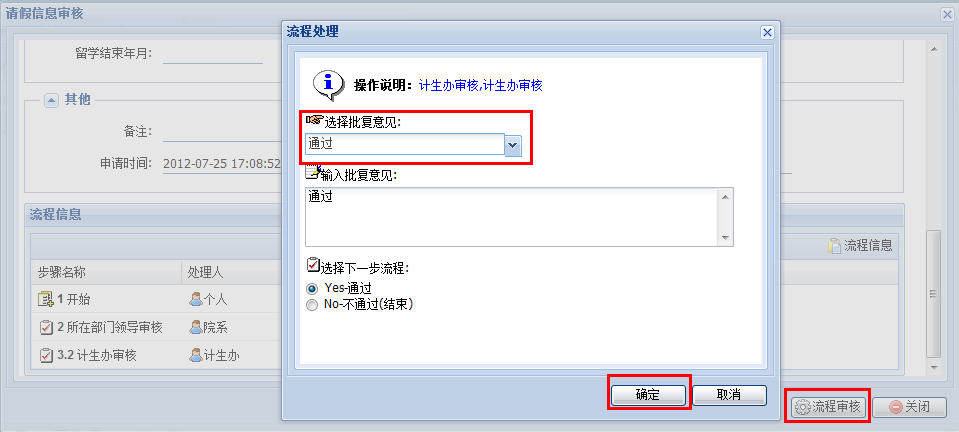 请假信息审核
留学结束年月:
其他
备注:
申请时间: 2012-07-25 17:08:52
流程信息
流程信息
步骤名称 处理人
1 开始 个人
2 所在部门领导审核 院系
3.2 计生办审核 计生办
流程审核 关闭
流程处理
操作说明: 计生办审核,计生办审核
选择批复意见:
通过
输入批复意见:
通过
选择下一步流程:
Yes-通过
No-不通过(结束)
确定 取消